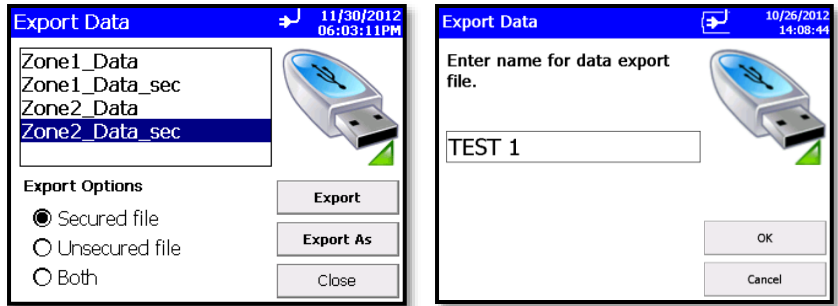 Export Data
11/30/2012
06:03:11PM
Zone1_Data
Zone1_Data_sec
Zone2_Data
Zone2_Data_sec
Export Options
Secured file
Unsecured file
Both
Export
Export As
Close
Export Data
10/26/2012
14:08:44
Enter name for data export
file.
TEST 1
OK
Cancel